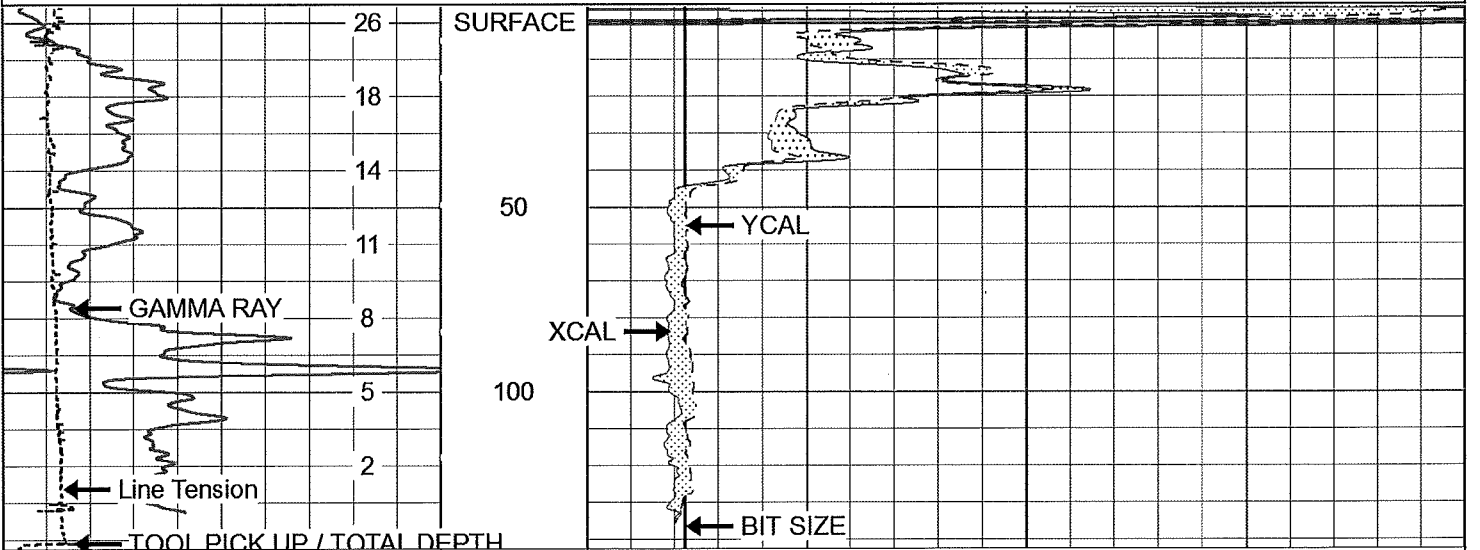 26 SURFACE
18
14
50
YCAL
11
GAMMA RAY
8
XCAL
5
100
2
Line Tension
BIT SIZE
TOOL PICK UP / TOTAL DEPTH